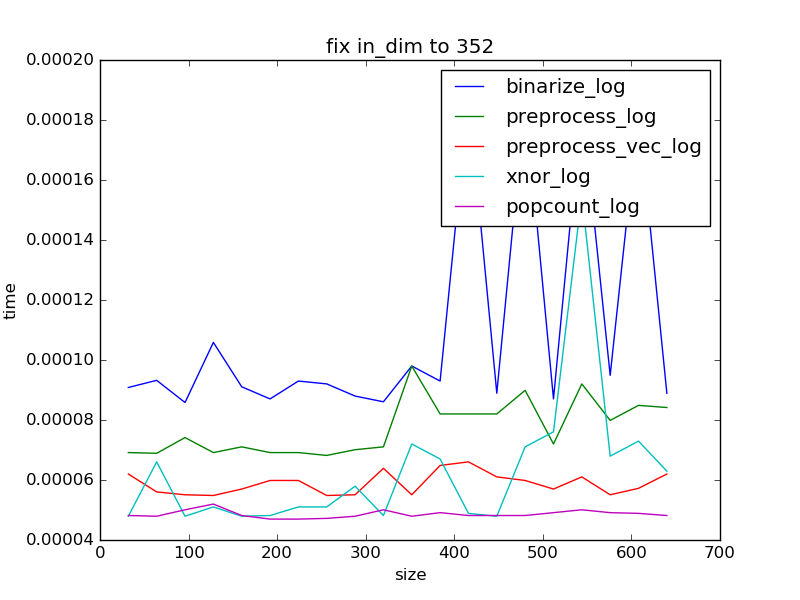 fix in_dim to 352
0.00020
0.00018
0.00016
0.00014
0.00012
0.00010
0.00008
0.00006
0.00004
time
binarize_log
preprocess_log
preprocess_vec_log
xnor_log
popcount_log
0 100 200 300 400 500 600 700
size